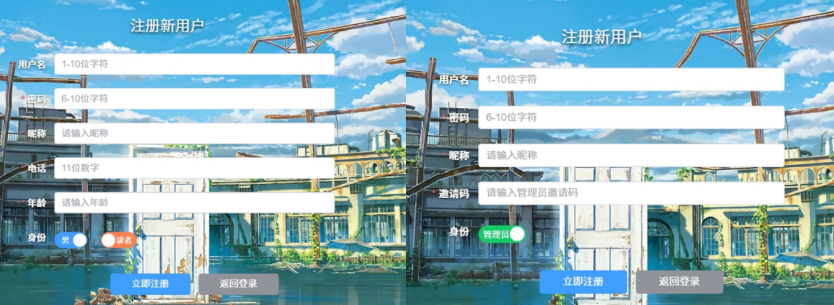 注册新用户
用户名 1-10位字符
* 密码 6-10位字符
昵称 请输入昵称
电话 11位数字
年龄 请输入年龄
身份 男 读者
立即注册 返回登录
注册新用户
用户名 1-10位字符
密码 6-10位字符
昵称 请输入昵称
* 邀请码 请输入管理员邀请码
身份 管理员
立即注册 返回登录